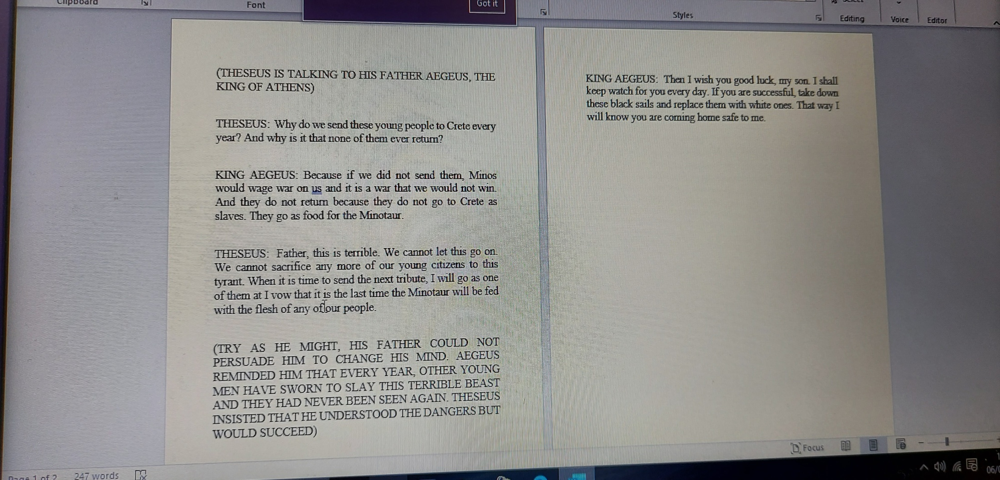 Clipboard
Font
Got it
Styles
Editing
Voice
Editor
(THESEUS IS TALKING TO HIS FATHER AEGEUS, THE
KING OF ATHENS)
THESEUS: Why do we send these young people to Crete every
year? And why is it that none of them ever return?
KING AEGEUS: Because if we did not send them, Minos
would wage war on us and it is a war that we would not win.
And they do not return because they do not go to Crete as
slaves. They go as food for the Minotaur.
THESEUS: Father, this is terrible. We cannot let this go on.
We cannot sacrifice any more of our young citizens to this
tyrant. When it is time to send the next tribute, I will go as one
of them at I vow that it is the last time the Minotaur will be fed
with the flesh of any of our people.
(TRY AS HE MIGHT, HIS FATHER COULD NOT
PERSUADE HIM TO CHANGE HIS MIND. AEGEUS
REMINDED HIM THAT EVERY YEAR, OTHER YOUNG
MEN HAVE SWORN TO SLAY THIS TERRIBLE BEAST
AND THEY HAD NEVER BEEN SEEN AGAIN. THESEUS
INSISTED THAT HE UNDERSTOOD THE DANGERS BUT
WOULD SUCCEED)
KING AEGEUS: Then I wish you good luck, my son. I shall
keep watch for you every day. If you are successful, take down
these black sails and replace them with white ones. That way I
will know you are coming home safe to me.
Focus
Page 1 of 2 247 words
06/